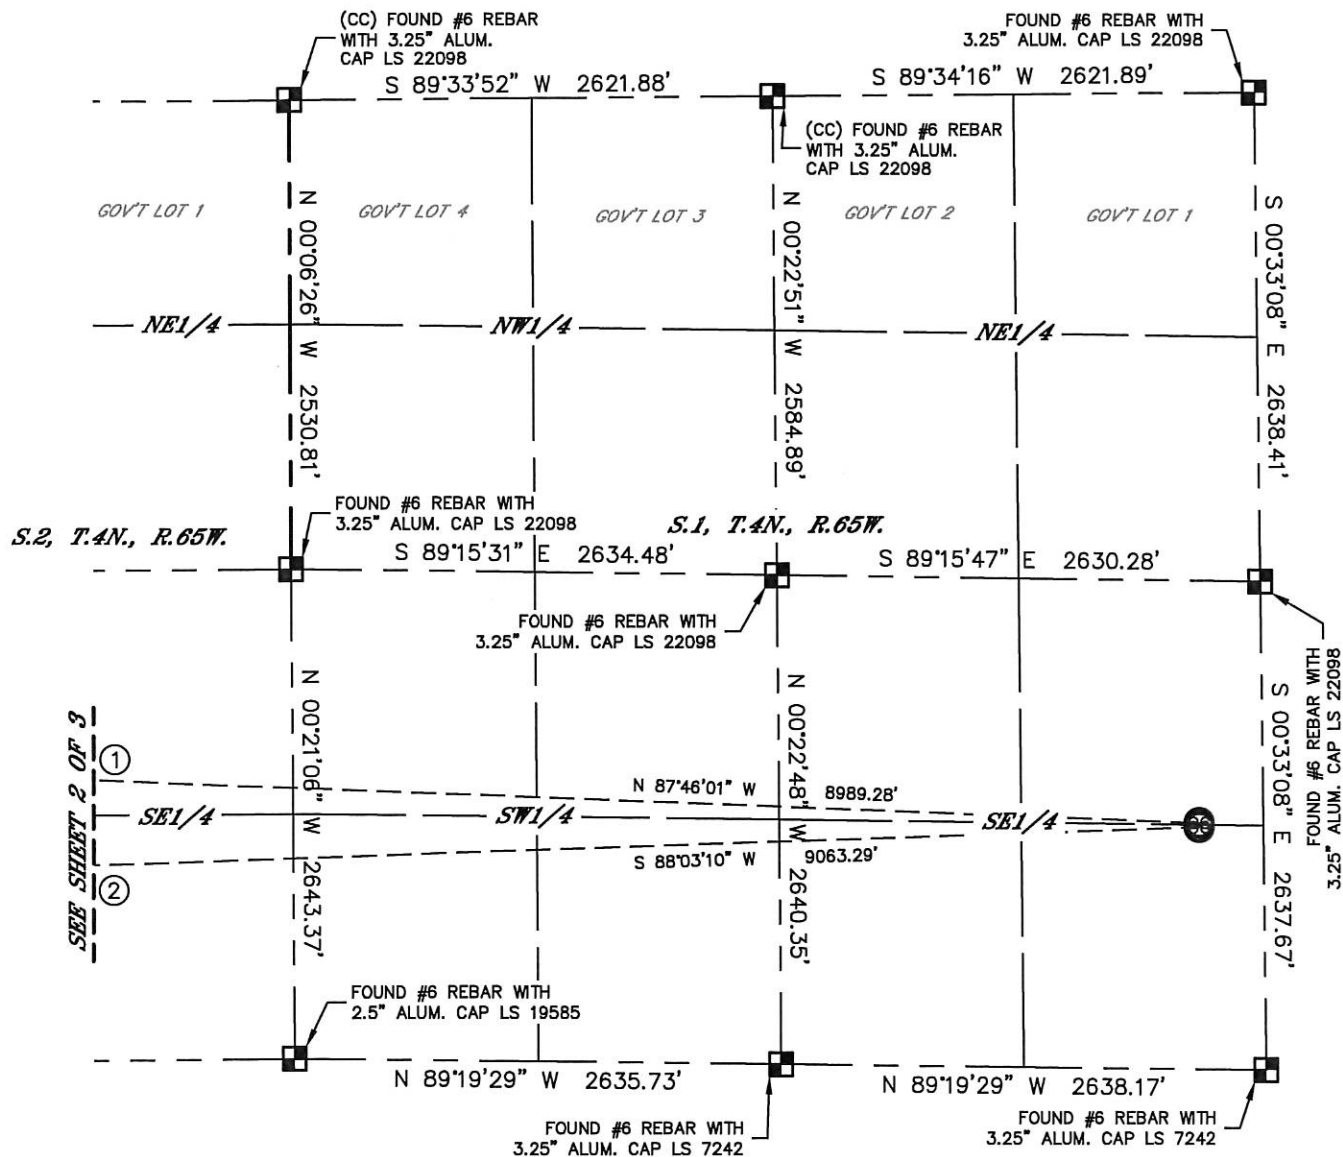 (CC) FOUND #6 REBAR
WITH 3.25" ALUM.
CAP LS 22098
FOUND #6 REBAR WITH
3.25" ALUM. CAP LS 22098
S 89°33'52" W 2621.88'
S 89°34'16" W 2621.89'
(CC) FOUND #6 REBAR
WITH 3.25" ALUM.
CAP LS 22098
GOV'T LOT 1
GOV'T LOT 4
GOV'T LOT 3
GOV'T LOT 2
GOV'T LOT 1
N 00°06'26" W 2530.81'
N 00°22'51" W 2584.89'
S 00°33'08" E 2638.41'
NE1/4
NW1/4
NE1/4
FOUND #6 REBAR WITH
3.25" ALUM. CAP LS 22098
S.2, T.4N., R.65W.
S.1, T.4N., R.65W.
S 89°15'31" E 2634.48'
S 89°15'47" E 2630.28'
FOUND #6 REBAR WITH
3.25" ALUM. CAP LS 22098
FOUND #6 REBAR WITH
3.25" ALUM. CAP LS 22098
N 00°21'06" W 2643.37'
N 00°22'48" W 2640.35'
S 00°33'08" E 2637.67'
SEE SHEET 2 OF 3
1
N 87°46'01" W 8989.28'
SE1/4
SW1/4
SE1/4
S 88°03'10" W 9063.29'
2
FOUND #6 REBAR WITH
2.5" ALUM. CAP LS 19585
N 89°19'29" W 2635.73'
N 89°19'29" W 2638.17'
FOUND #6 REBAR WITH
3.25" ALUM. CAP LS 7242
FOUND #6 REBAR WITH
3.25" ALUM. CAP LS 7242